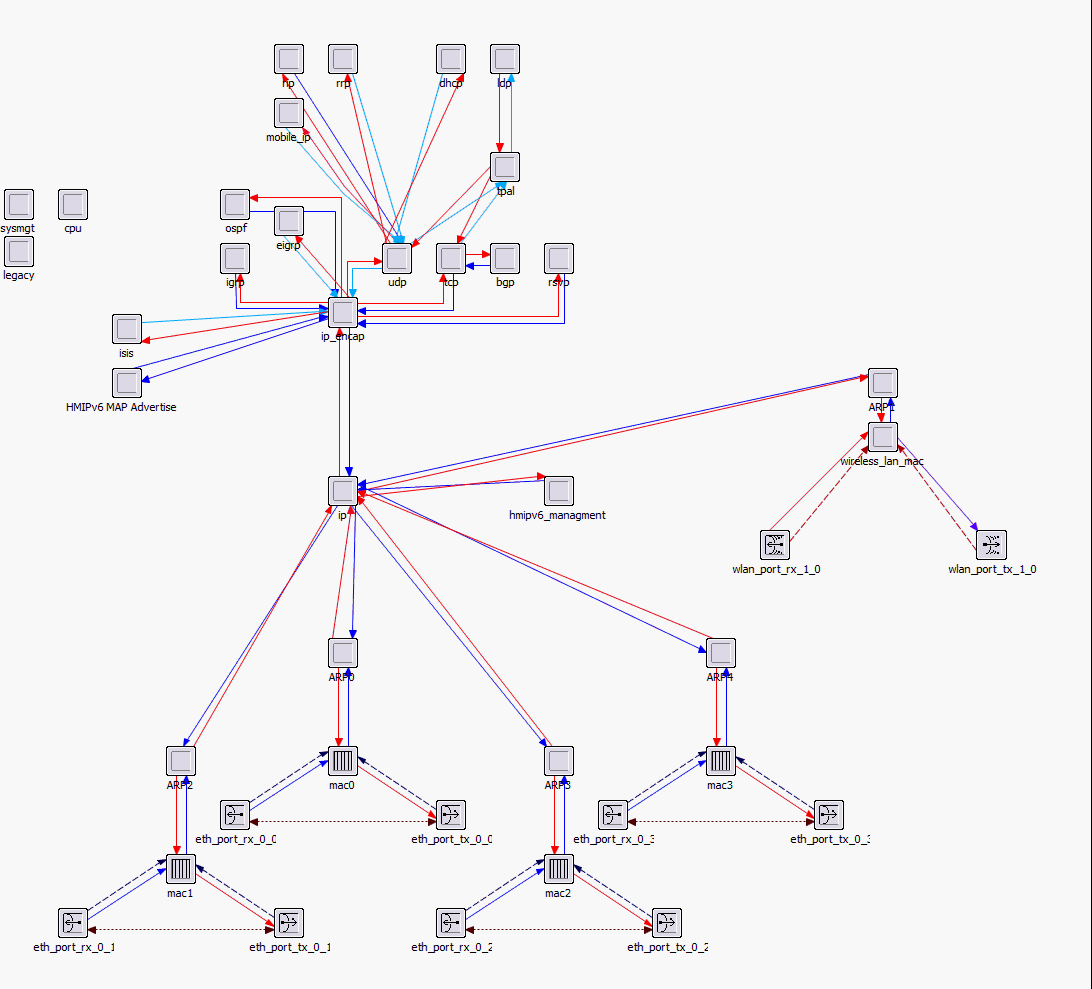 hp
rrp
dhcp
ldp
mobile_ip
tpal
sysmgt
cpu
ospf
eigrp
legacy
igrp
udp
tcp
bgp
rsvp
ip_encap
isis
HMIPv6 MAP Advertise
ARP1
wireless_lan_mac
ip
hmipv6_managment
wlan_port_rx_1_0
wlan_port_tx_1_0
ARP0
ARP4
ARP2
mac0
ARP3
mac3
eth_port_rx_0_0
eth_port_tx_0_0
eth_port_rx_0_3
eth_port_tx_0_3
mac1
mac2
eth_port_rx_0_1
eth_port_tx_0_1
eth_port_rx_0_2
eth_port_tx_0_2